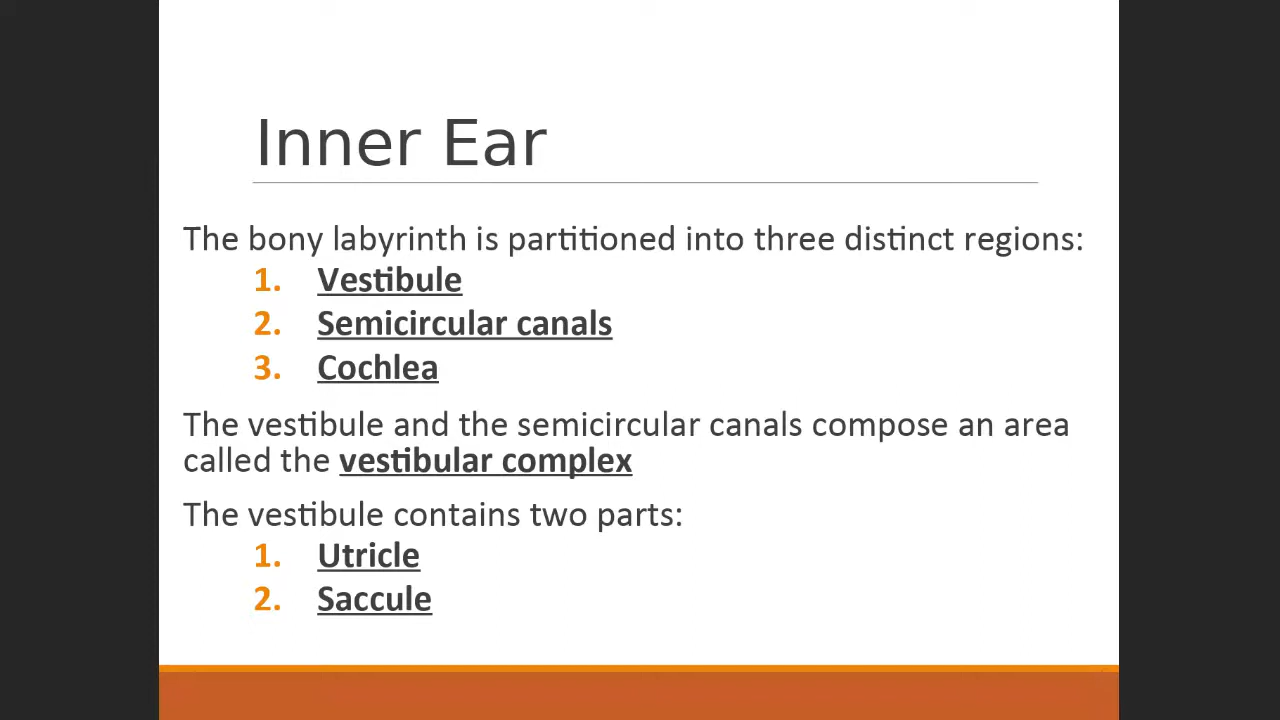 Inner Ear
The bony labyrinth is partitioned into three distinct regions:
1. Vestibule
2. Semicircular canals
3. Cochlea
The vestibule and the semicircular canals compose an area
called the vestibular complex
The vestibule contains two parts:
1. Utricle
2. Saccule